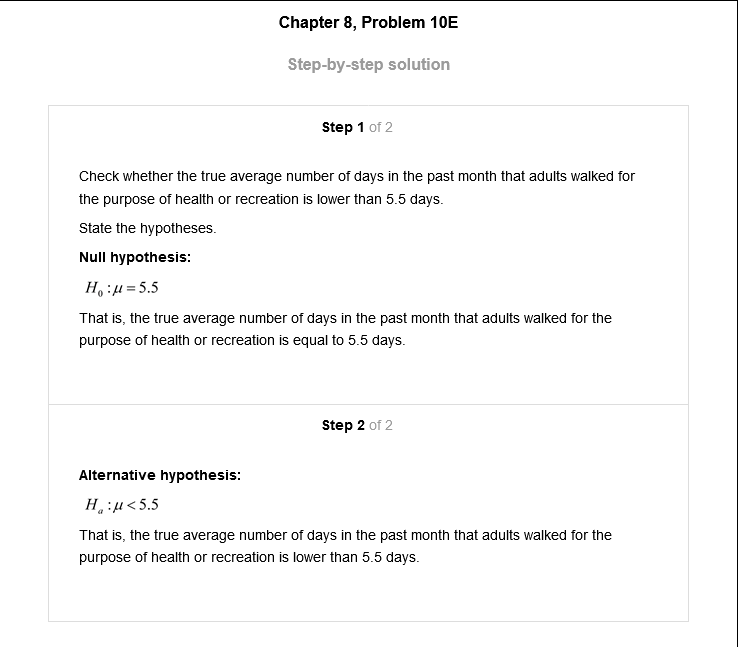 Chapter 8, Problem 10E
Step-by-step solution
Step 1 of 2
Check whether the true average number of days in the past month that adults walked for
the purpose of health or recreation is lower than 5.5 days.
State the hypotheses.
Null hypothesis:
H₀ : μ = 5.5
That is, the true average number of days in the past month that adults walked for the
purpose of health or recreation is equal to 5.5 days.
Step 2 of 2
Alternative hypothesis:
Hₐ : μ < 5.5
That is, the true average number of days in the past month that adults walked for the
purpose of health or recreation is lower than 5.5 days.